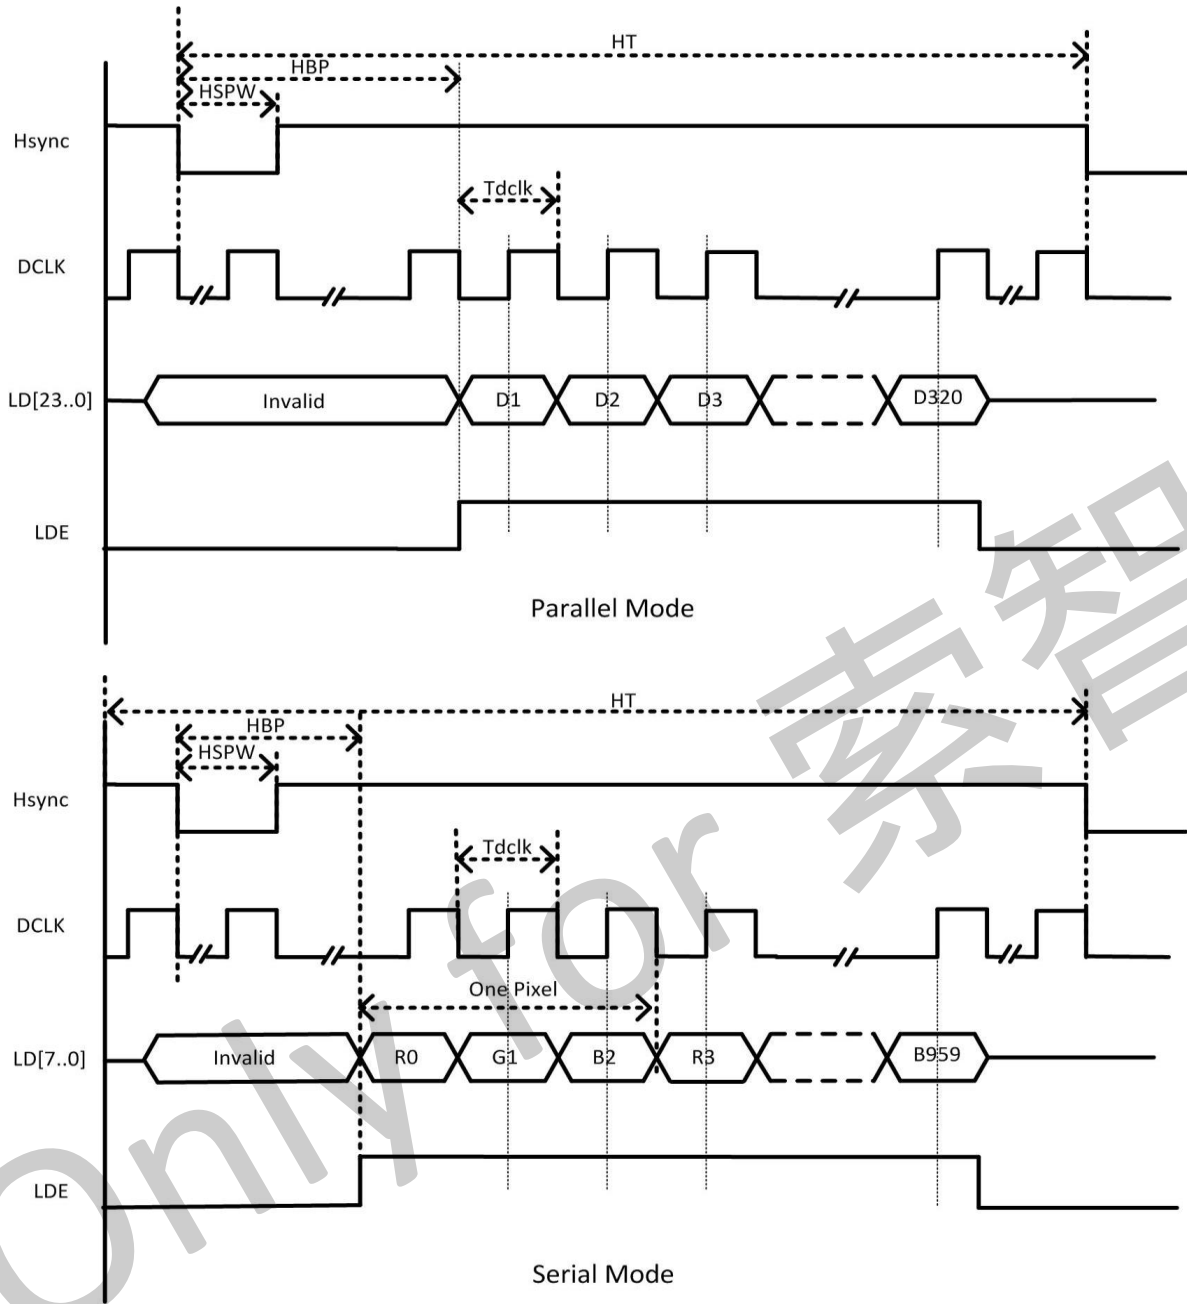 HT
HBP
HSPW
Hsync
Tdclk
DCLK
LD[23..0]
Invalid
D1
D2
D3
D320
LDE
Parallel Mode
HT
HBP
HSPW
Hsync
Tdclk
DCLK
One Pixel
LD[7..0]
Invalid
R0
G1
B2
R3
B959
LDE
Serial Mode
Only for 索智